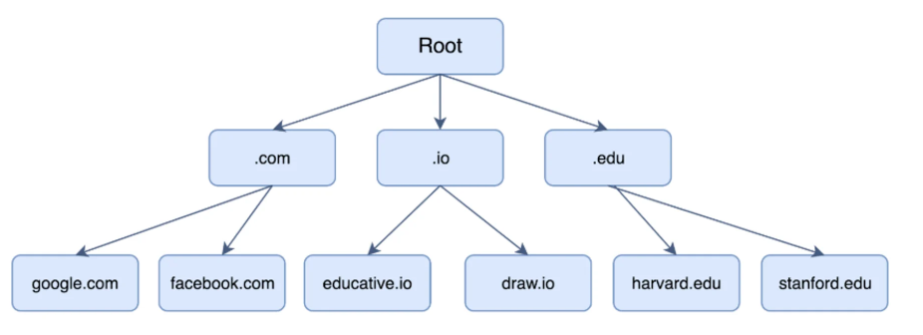 Root
.com
.io
.edu
google.com
facebook.com
educative.io
draw.io
harvard.edu
stanford.edu